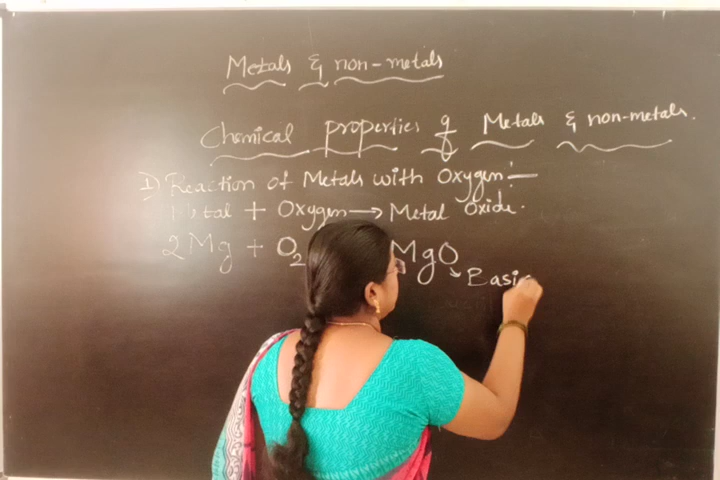 Metals & non-metals
Chemical properties of Metals & non-metals.
1) Reaction of Metals with Oxygen:-
Metal + Oxygen → Metal Oxide.
2Mg + O2 MgO
↘ Basi